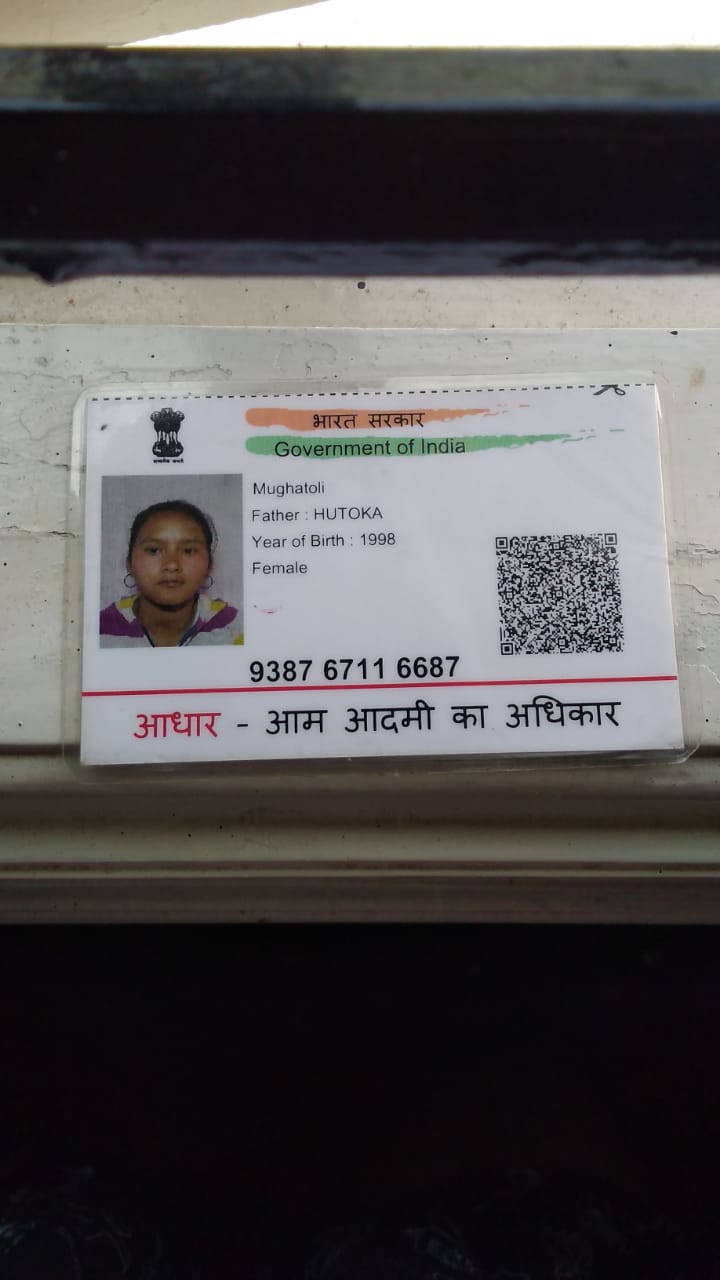 भारत सरकार
Government of India
Mughatoli
Father : HUTOKA
Year of Birth : 1998
Female
9387 6711 6687
आधार - आम आदमी का अधिकार